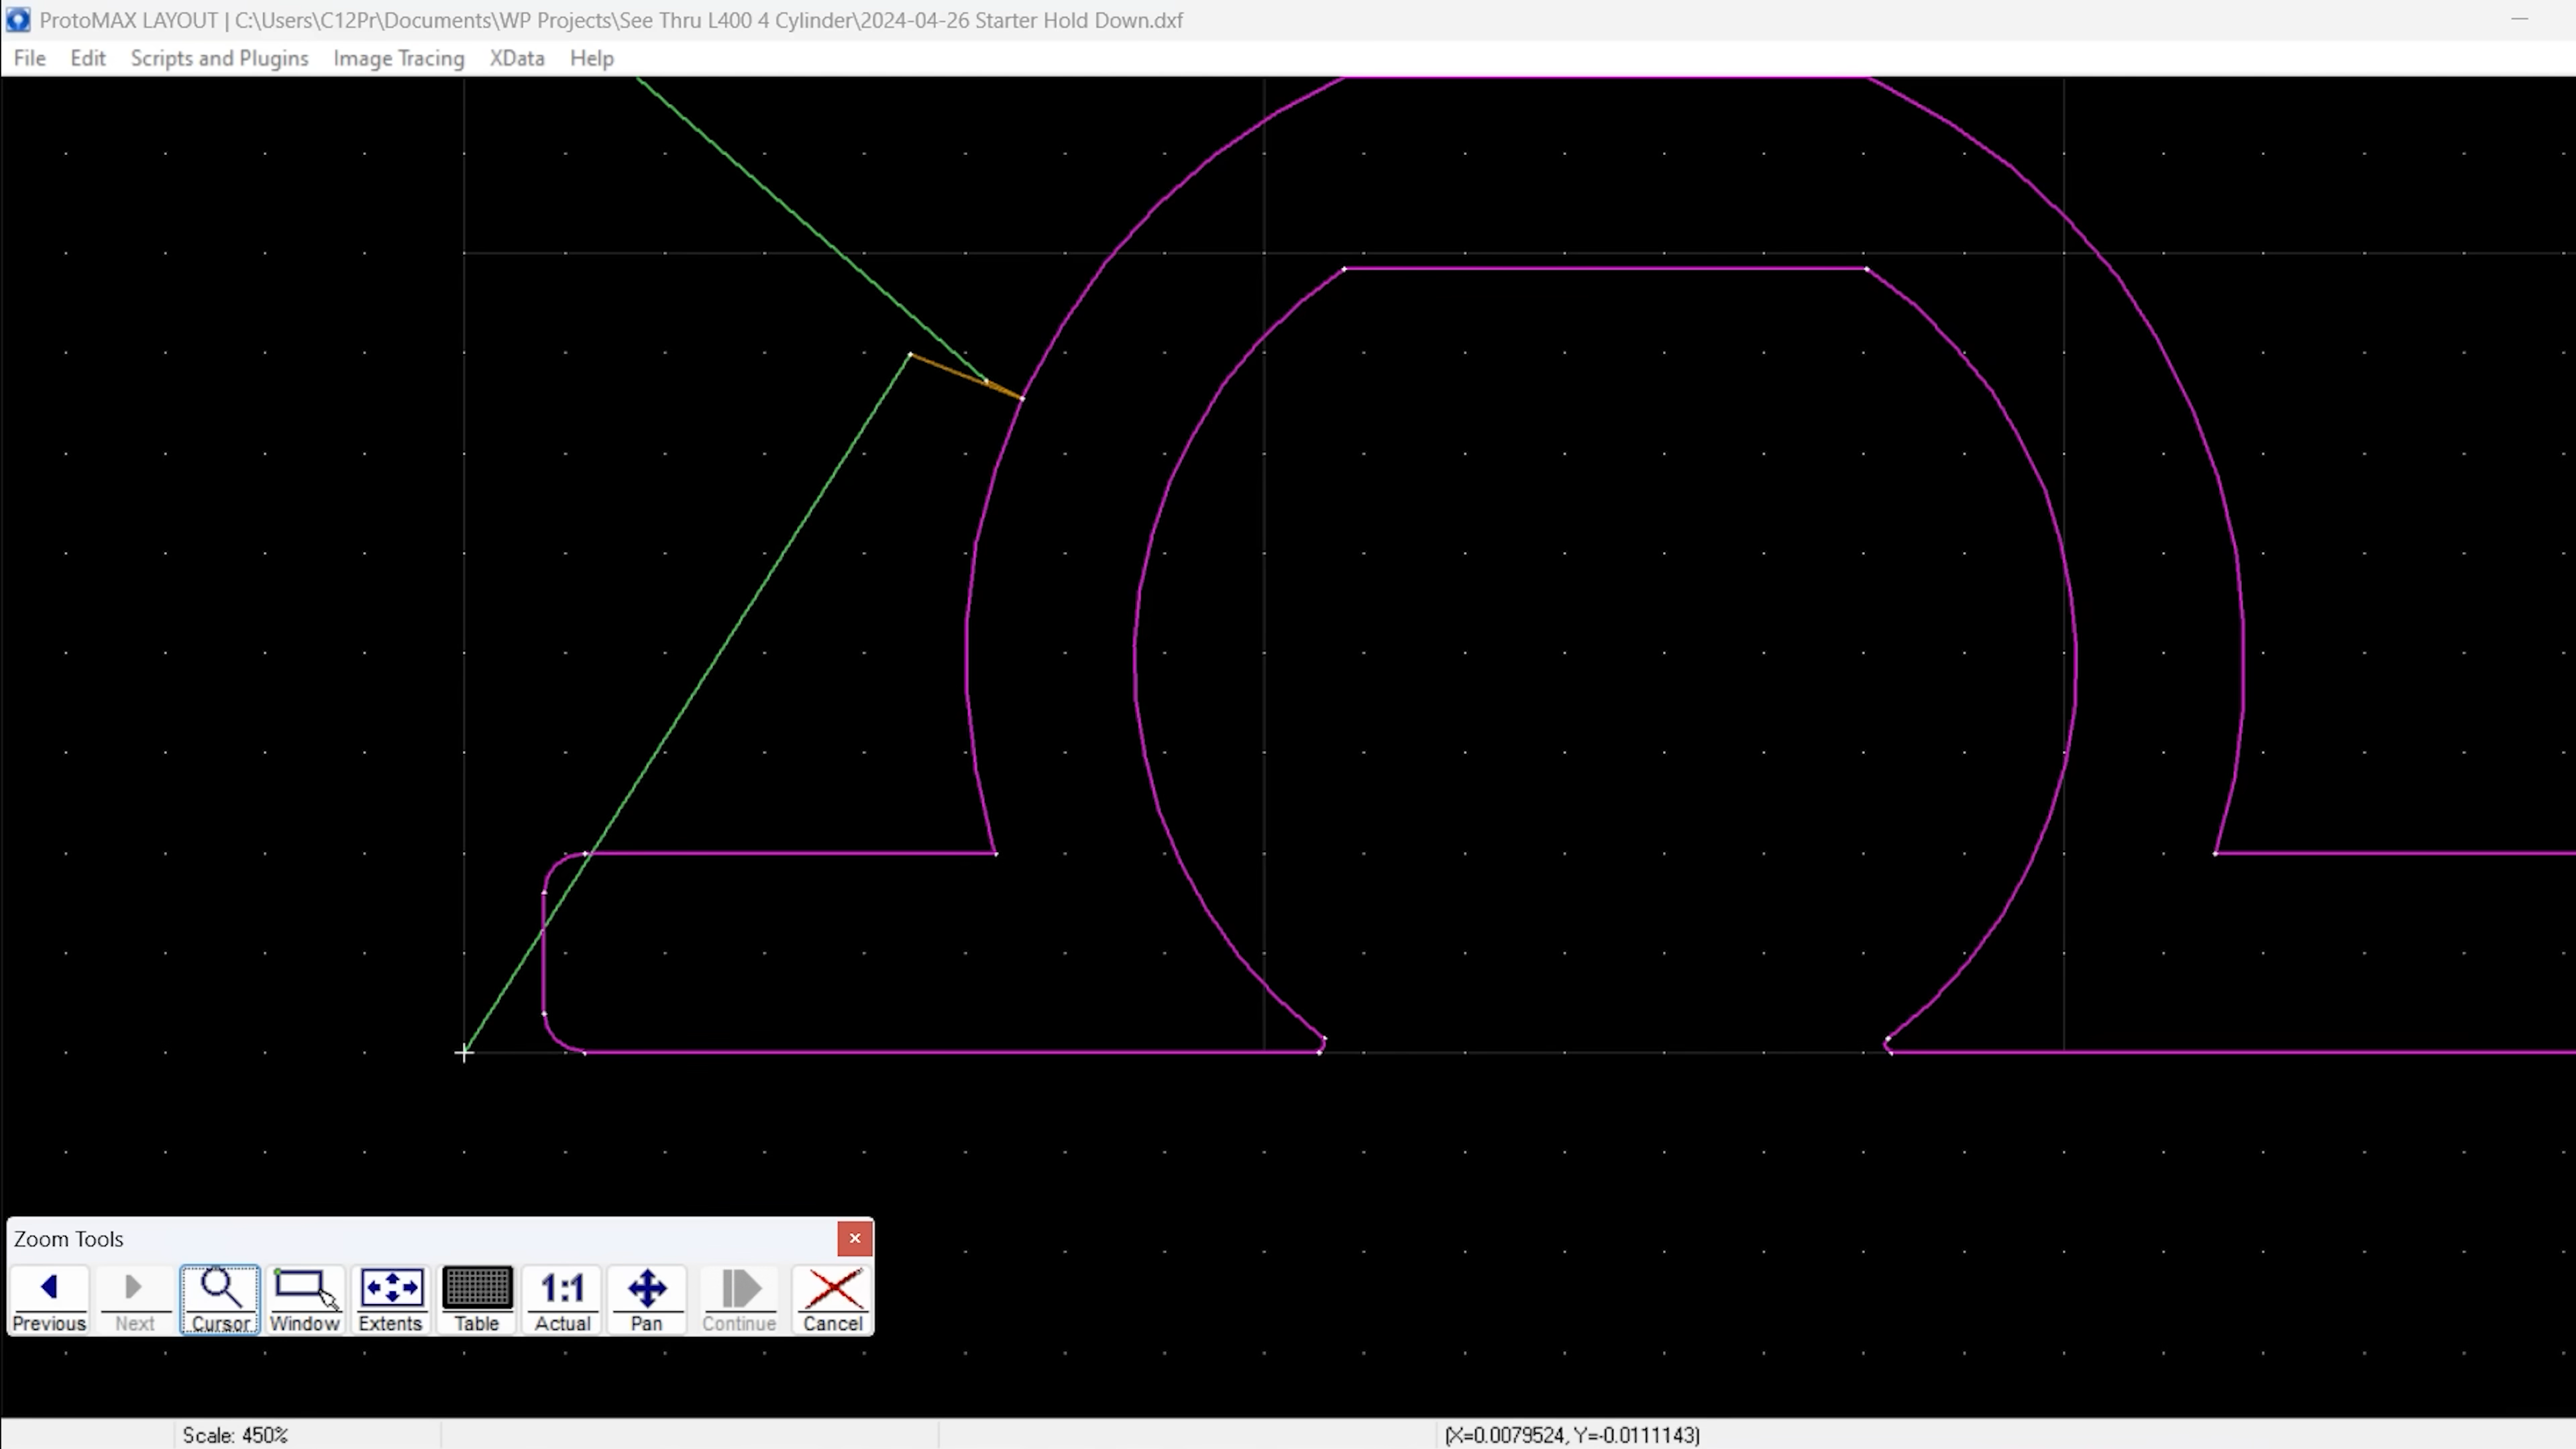 ProtoMAX LAYOUT | C:\Users\C12Pr\Documents\WP Projects\See Thru L400 4 Cylinder\2024-04-26 Starter Hold Down.dxf
File Edit Scripts and Plugins Image Tracing XData Help
Zoom Tools
1:1
Previous Next Cursor Window Extents Table Actual Pan Continue Cancel
Scale: 450% (X=0.0079524, Y=-0.0111143)